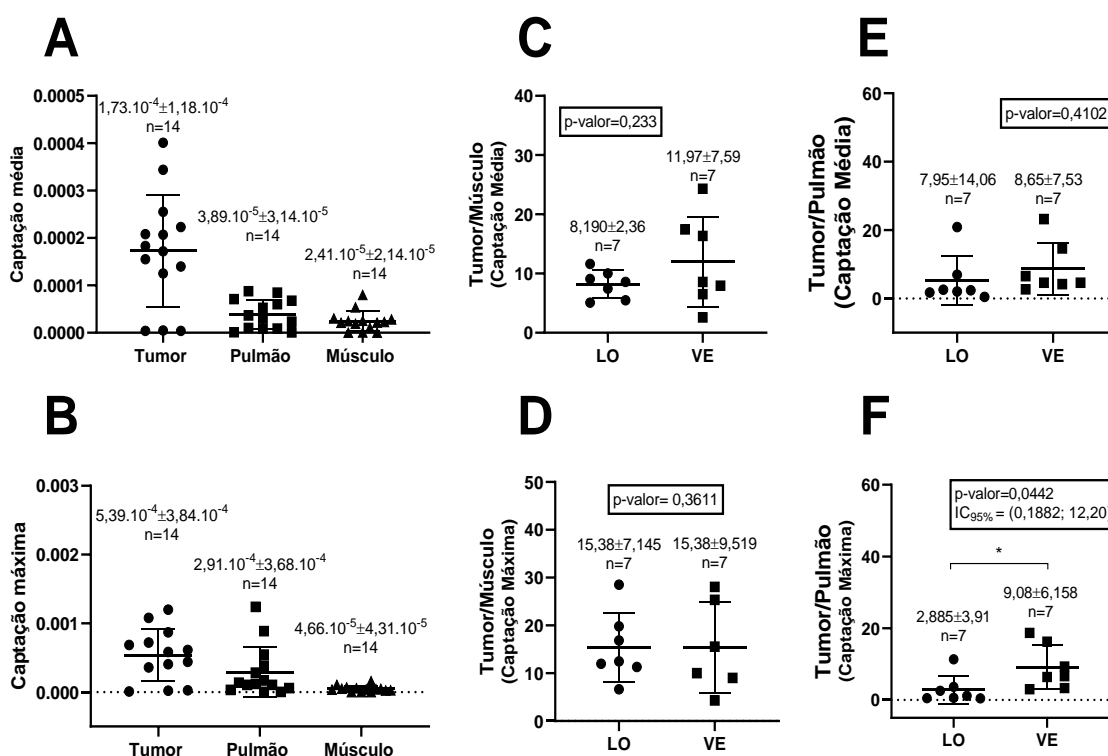 A
Captação média
0.0005
0.0004
0.0003
0.0002
0.0001
0.0000
1,73.10-4±1,18.10-4
n=14
3,89.10-5±3,14.10-5
n=14
2,41.10-5±2,14.10-5
n=14
Tumor Pulmão Músculo
C
Tumor/Músculo
(Captação Média)
40
30
20
10
0
p-valor=0,233
8,190±2,36
n=7
11,97±7,59
n=7
LO VE
E
Tumor/Pulmão
(Captação Média)
60
40
20
0
p-valor=0,4102
7,95±14,06
n=7
8,65±7,53
n=7
LO VE
B
Captação máxima
0.003
0.002
0.001
0.000
5,39.10-4±3,84.10-4
n=14
2,91.10-4±3,68.10-4
n=14
4,66.10-5±4,31.10-5
n=14
Tumor Pulmão Músculo
D
Tumor/Músculo
(Captação Máxima)
50
40
30
20
10
0
p-valor= 0,3611
15,38±7,145
n=7
15,38±9,519
n=7
LO VE
F
Tumor/Pulmão
(Captação Máxima)
60
40
20
0
p-valor=0,0442
IC95% = (0,1882; 12,20)
*
2,885±3,91
n=7
9,08±6,158
n=7
LO VE